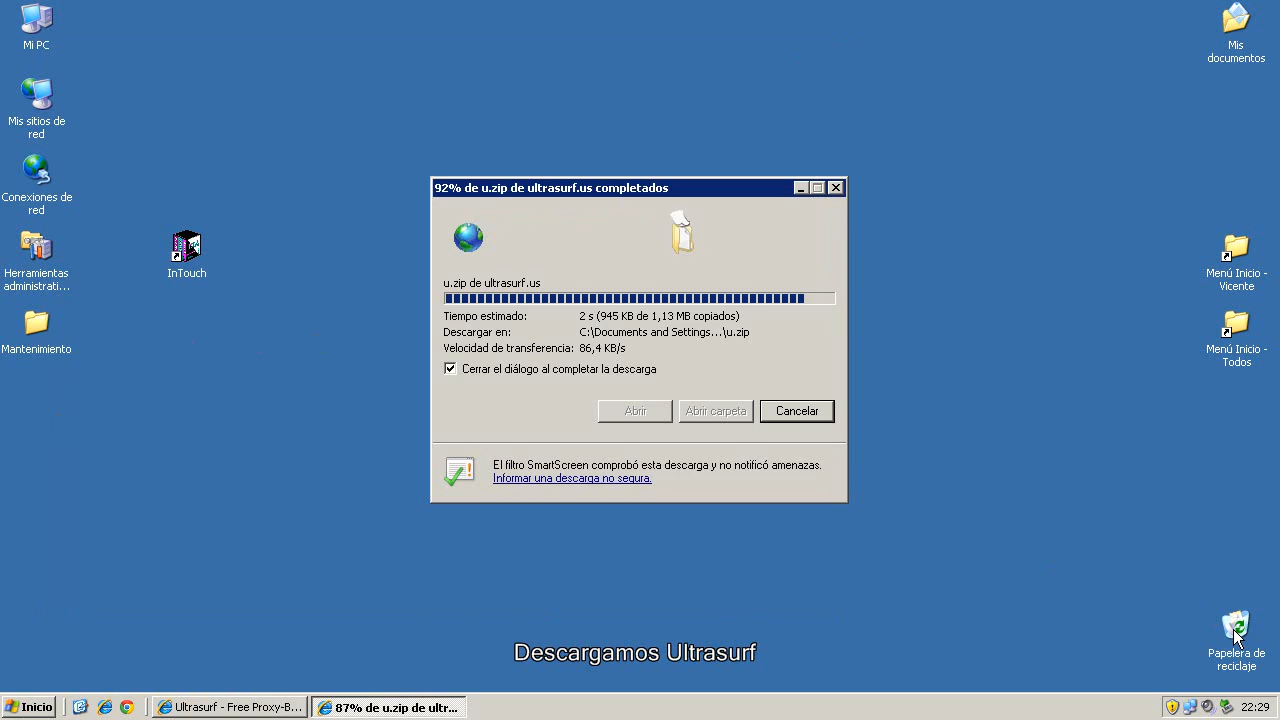 Mi PC
Mis sitios de
red
Conexiones de
red
Herramientas
administrati...
Mantenimiento
InTouch
92% de u.zip de ultrasurf.us completados
u.zip de ultrasurf.us
Tiempo estimado: 2 s (945 KB de 1,13 MB copiados)
Descargar en: C:\Documents and Settings...\u.zip
Velocidad de transferencia: 86,4 KB/s
Cerrar el diálogo al completar la descarga
Abrir Abrir carpeta Cancelar
El filtro SmartScreen comprobó esta descarga y no notificó amenazas.
Informar una descarga no segura.
Mis
documentos
Menú Inicio -
Vicente
Menú Inicio -
Todos
Papelera de
reciclaje
Descargamos Ultrasurf
Inicio Ultrasurf - Free Proxy-B... 87% de u.zip de ultr... 22:29